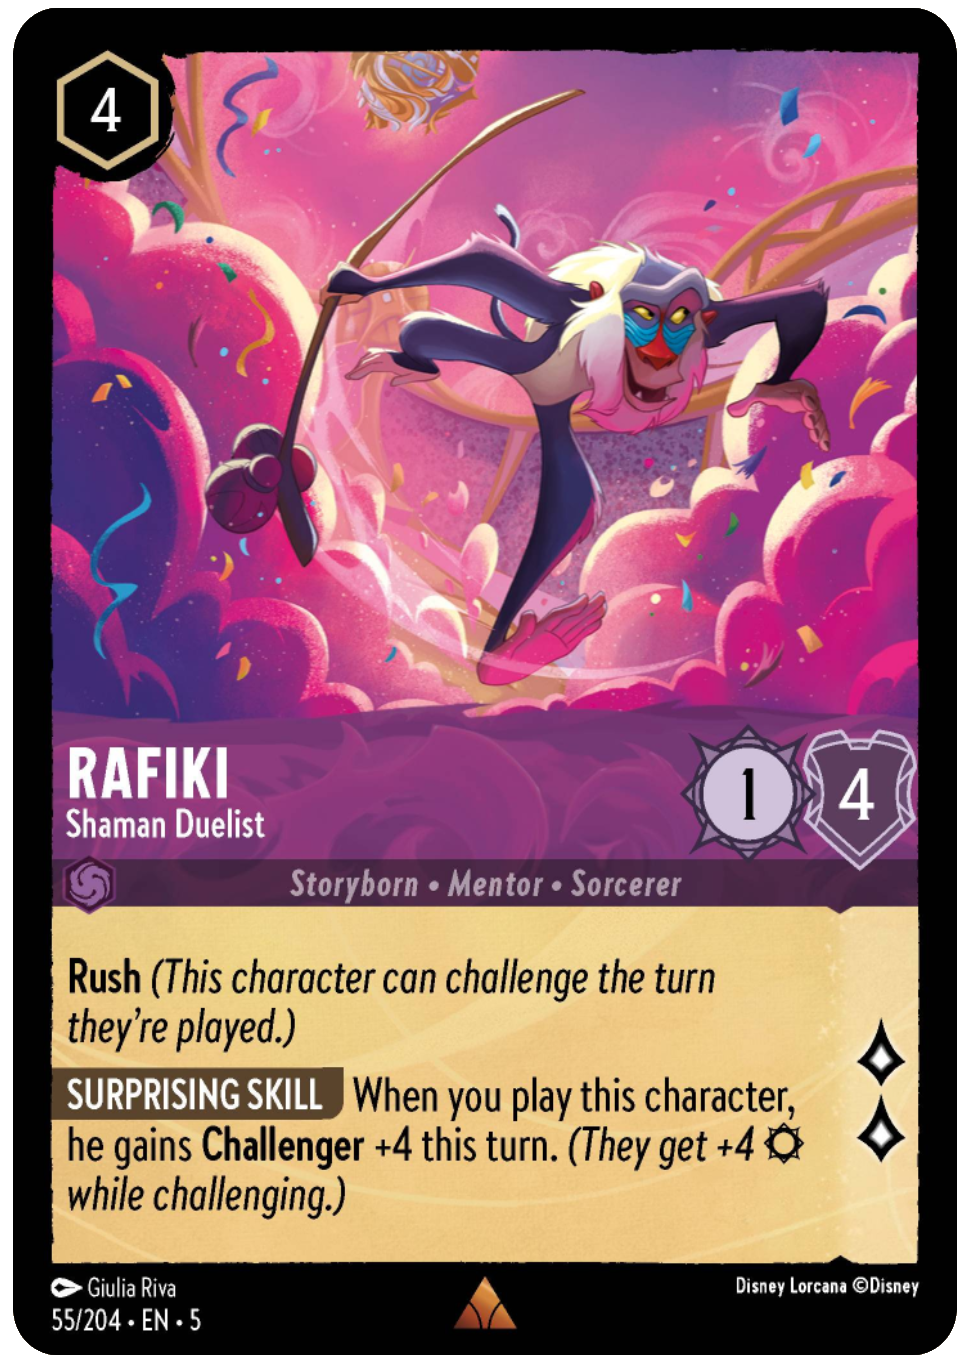 4
RAFIKI
Shaman Duelist
1
4
Storyborn • Mentor • Sorcerer
Rush (This character can challenge the turn
they're played.)
SURPRISING SKILL When you play this character,
he gains Challenger +4 this turn. (They get +4
while challenging.)
Giulia Riva
Disney Lorcana ©Disney
55/204 • EN • 5